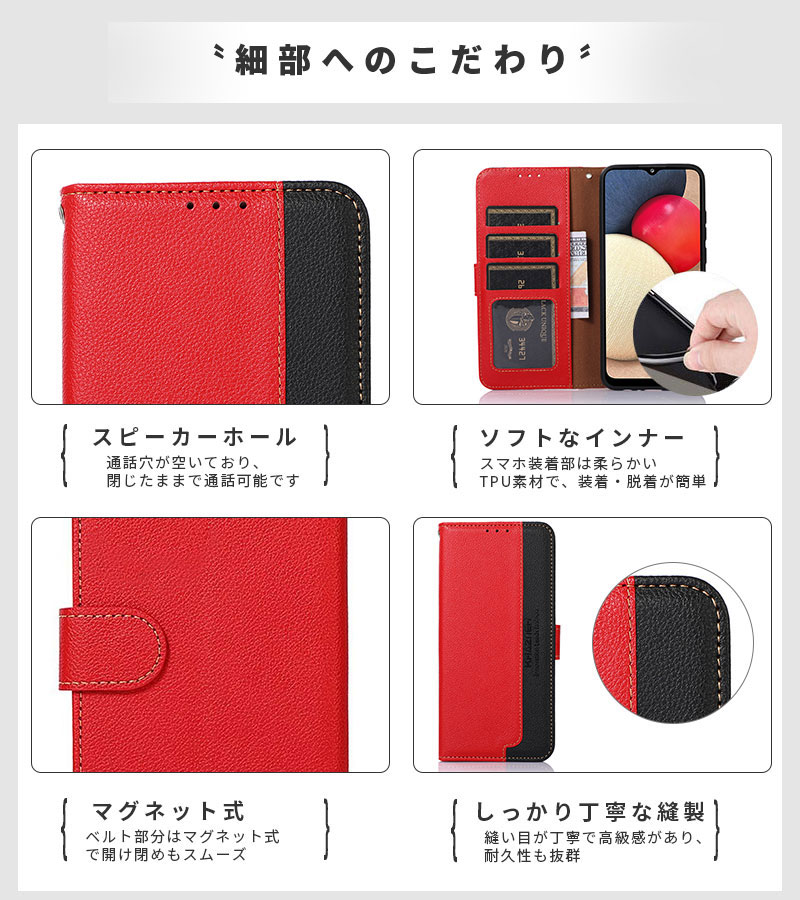 〝細部へのこだわり〞
スピーカーホール
通話穴が空いており、
閉じたままで通話可能です
ソフトなインナー
スマホ装着部は柔らかい
TPU素材で、装着・脱着が簡単
マグネット式
ベルト部分はマグネット式
で開け閉めもスムーズ
しっかり丁寧な縫製
縫い目が丁寧で高級感があり、
耐久性も抜群